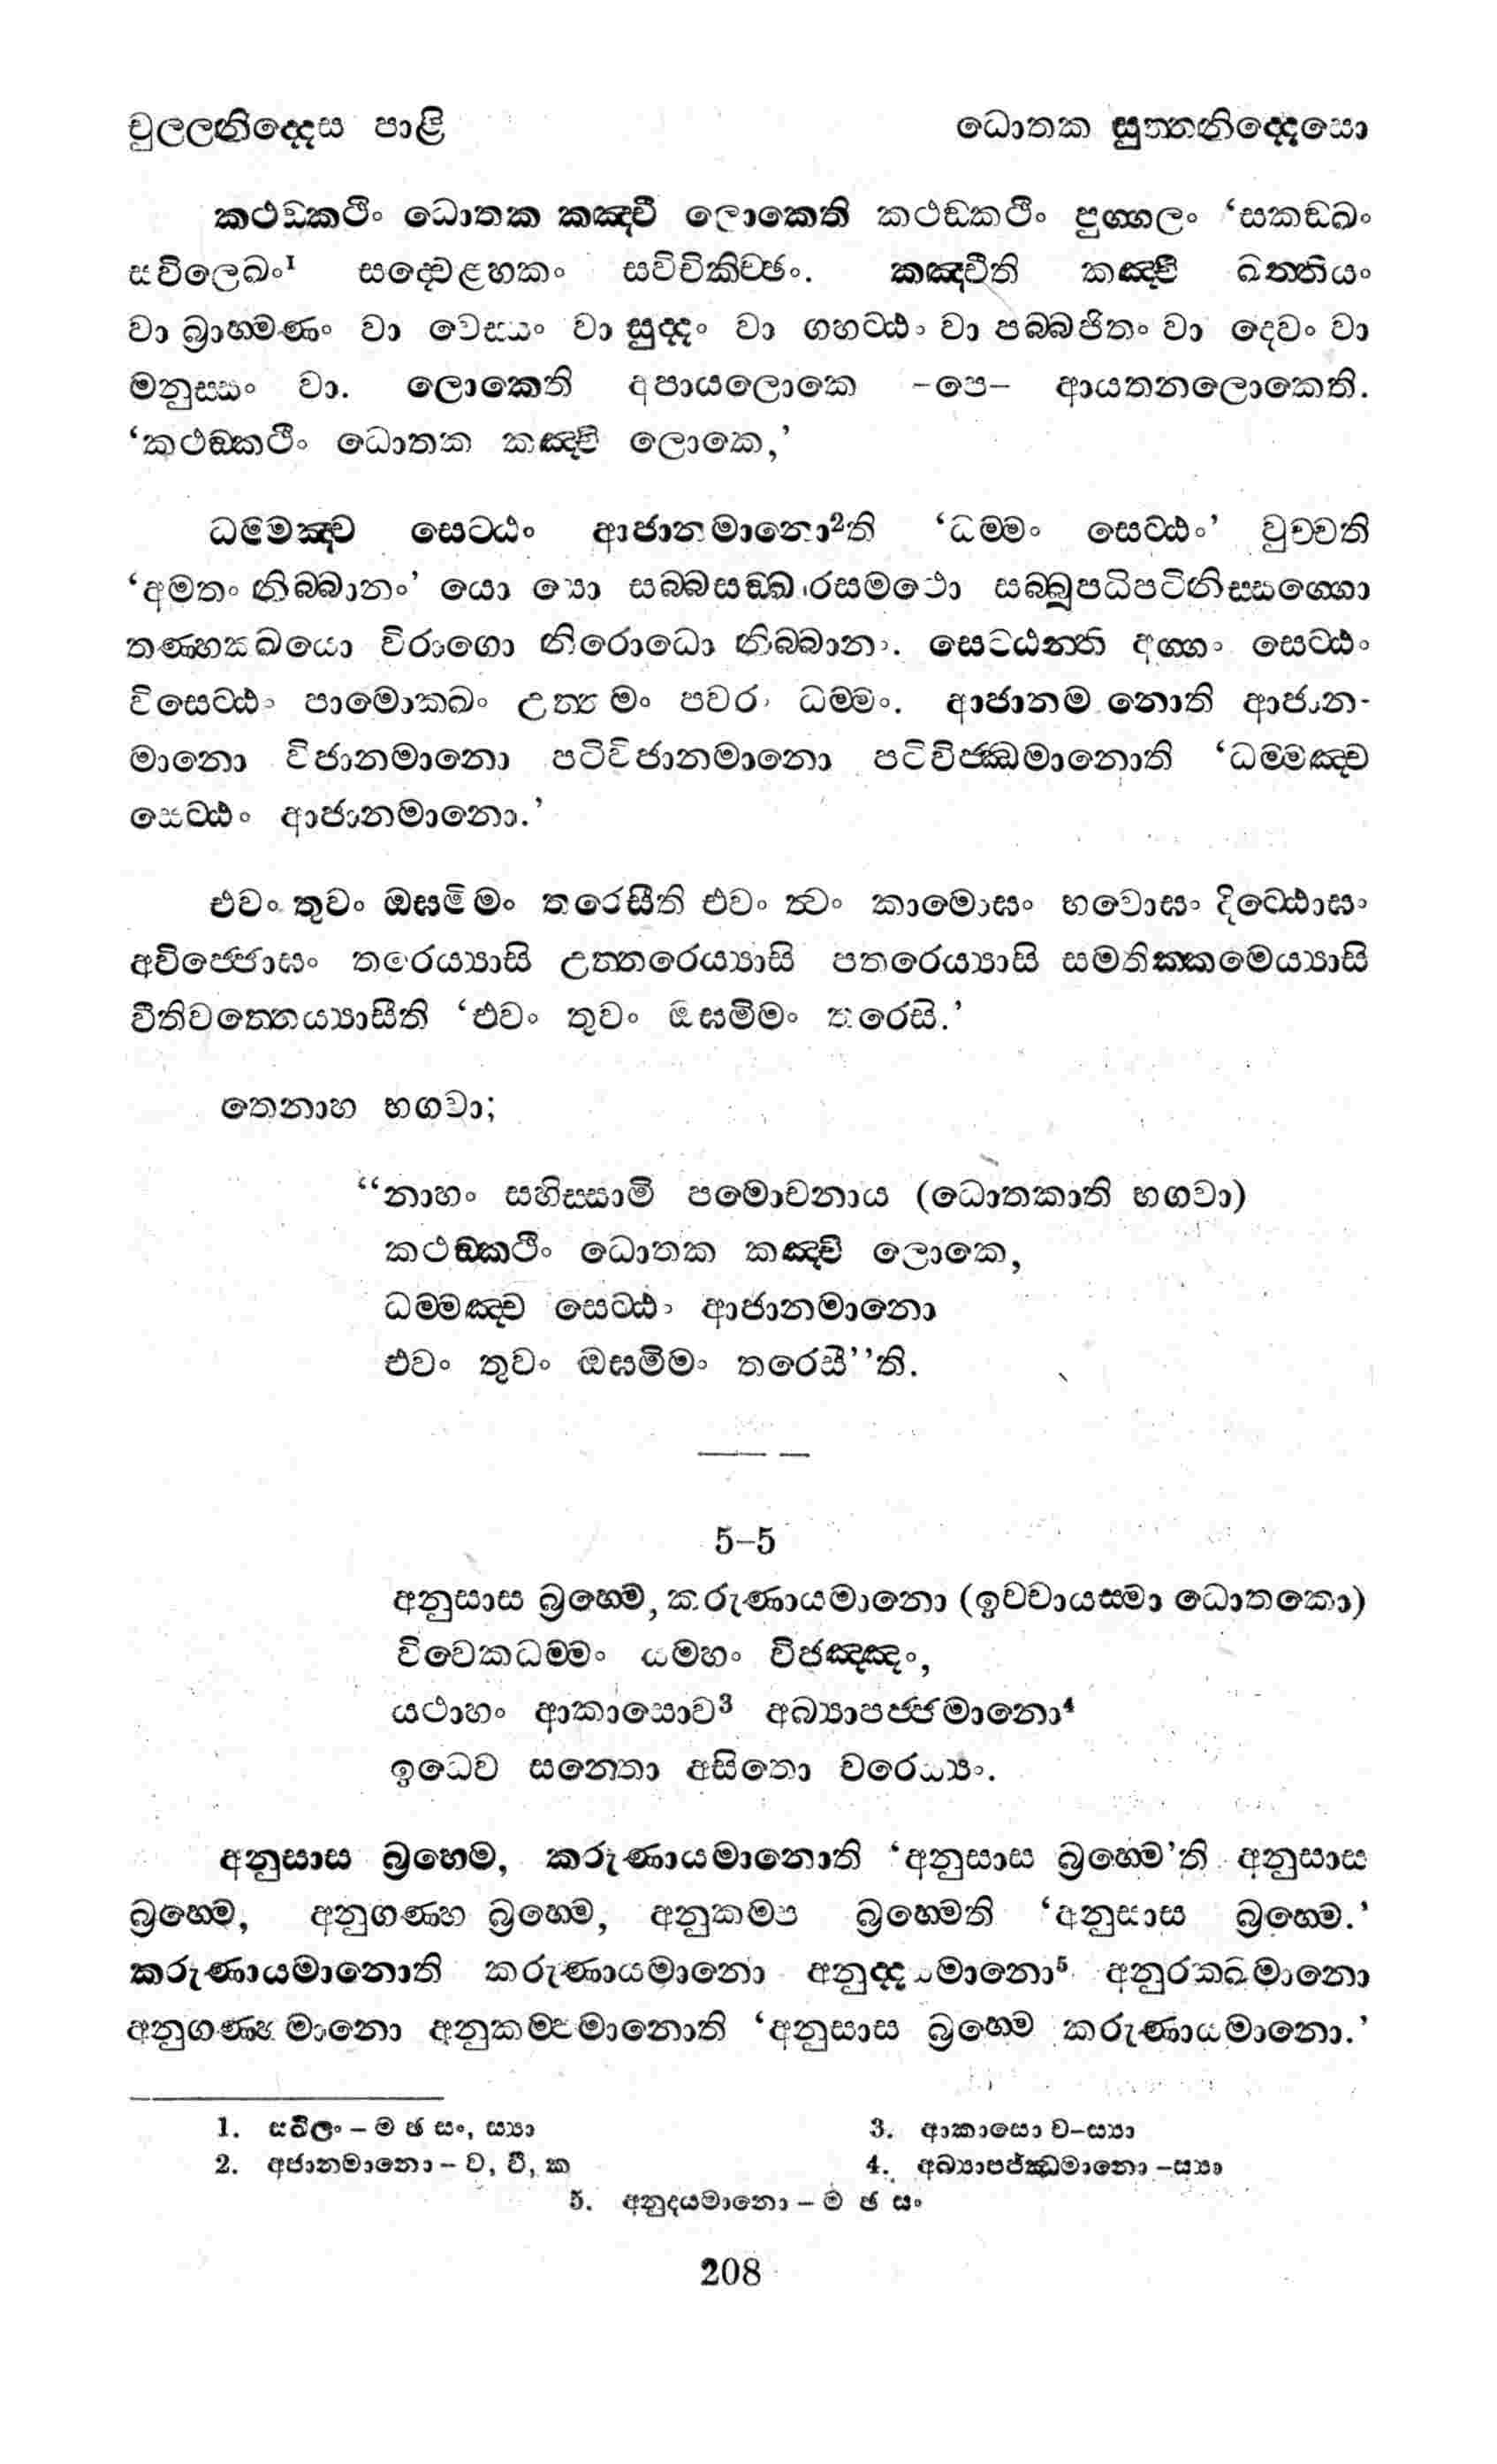 චුලලනිද්දෙස පාළි ධොතක සුත්තනිද්දෙසො
කථඞ්කථිං ධොතක කඤ්චි ලොකෙති කථඞ්කථිං පුග්ගලං ‘සකඞ්ඛං
සවිලෙඛං¹ සද්වෙළහකං සවිචිකිච්ඡං. කඤ්චීති කඤ්චි ඛත්තියං
වා බ්‍රාහමණං වා වෙස්සං වා සුද්දං වා ගහට්ඨං වා පබ්බජිතං වා දෙවං වා
මනුස්සං වා. ලොකෙති අපායලොකෙ –පෙ– ආයතනලොකෙති.
‘කථඞ්කථිං ධොතක කඤ්චි ලොකෙ,’
ධම්මඤ්ච සෙට්ඨං ආජානමානො²ති ‘ධම්මං සෙට්ඨං’ වුච්චති
‘අමතං නිබ්බානං’ යො සො සබ්බසඞ්ඛාරසමථො සබ්බූපධිපටිනිස්සග්ගො
තණ්හක්ඛයො විරාගො නිරොධො නිබ්බානං. සෙට්ඨන්ති අග්ගං සෙට්ඨං
විසෙට්ඨං පාමොක්ඛං උත්තමං පවරං ධම්මං. ආජානමානොති ආජාන-
මානො විජානමානො පටිවිජානමානො පටිවිජ්ඣමානොති ‘ධම්මඤ්ච
සෙට්ඨං ආජානමානො.’
එවං තුවං ඔඝමිමං තරෙසීති එවං ත්වං කාමොඝං භවොඝං දිට්ඨොඝං
අවිජ්ජොඝං තරෙය්‍යාසි උත්තරෙය්‍යාසි පතරෙය්‍යාසි සමතික්කමෙය්‍යාසි
වීතිවත්තෙය්‍යාසීති ‘එවං තුවං ඔඝමිමං තරෙසි.’
තෙනාහ භගවා;
“නාහං සහිස්සාමි පමොචනාය (ධොතකාති භගවා)
කථඞ්කථිං ධොතක කඤ්චි ලොකෙ,
ධම්මඤ්ච සෙට්ඨං ආජානමානො
එවං තුවං ඔඝමිමං තරෙසී’’ති.
5–5
අනුසාස බ්‍රහ්මෙ, කරුණායමානො (ඉච්චායස්මා ධොතකො)
විවෙකධම්මං යමහං විජඤ්ඤං,
යථාහං ආකාසොව³ අබ්‍යාපජ්ජමානො⁴
ඉධෙව සන්තො අසිතො චරෙය්‍යං.
අනුසාස බ්‍රහ්මෙ, කරුණායමානොති ‘අනුසාස බ්‍රහ්මෙ’ති අනුසාස
බ්‍රහ්මෙ, අනුගණ්හ බ්‍රහ්මෙ, අනුකම්ප බ්‍රහ්මෙති ‘අනුසාස බ්‍රහ්මෙ.’
කරුණායමානොති කරුණායමානො අනුද්දයමානො⁵ අනුරක්ඛමානො
අනුගණ්හමානො අනුකම්පමානොති ‘අනුසාස බ්‍රහ්මෙ කරුණායමානො.’
1. සඛිලං – ම ඡ සං, ස්‍යා 3. ආකාසො ව–ස්‍යා
2. අජානමානො – ව, වි, ක 4. අබ්‍යාපජ්ඣමානො –ස්‍යා
5. අනුදයමානො – ම ඡ සං
208